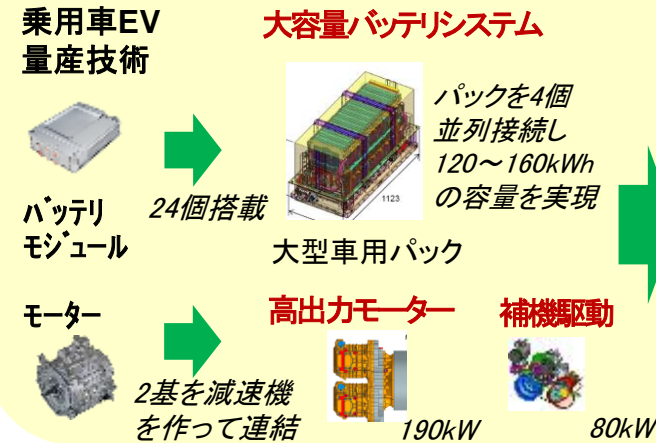 乗用車EV
量産技術
大容量バッテリシステム
パックを4個
並列接続し
120～160kWh
の容量を実現
1123
バッテリ
モジュール
24個搭載
大型車用パック
モーター
高出力モーター
補機駆動
2基を減速機
を作って連結
190kW
80kW